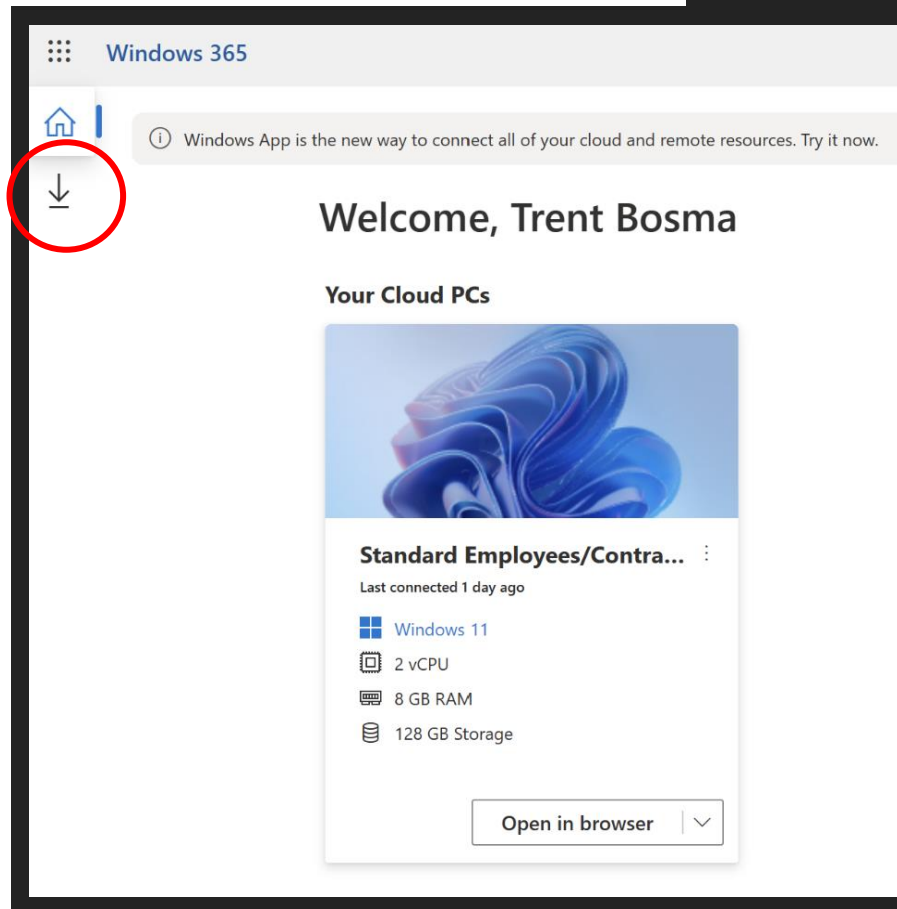 Windows 365
Windows App is the new way to connect all of your cloud and remote resources. Try it now.
Welcome, Trent Bosma
Your Cloud PCs
Standard Employees/Contra...
Last connected 1 day ago
Windows 11
2 vCPU
8 GB RAM
128 GB Storage
Open in browser